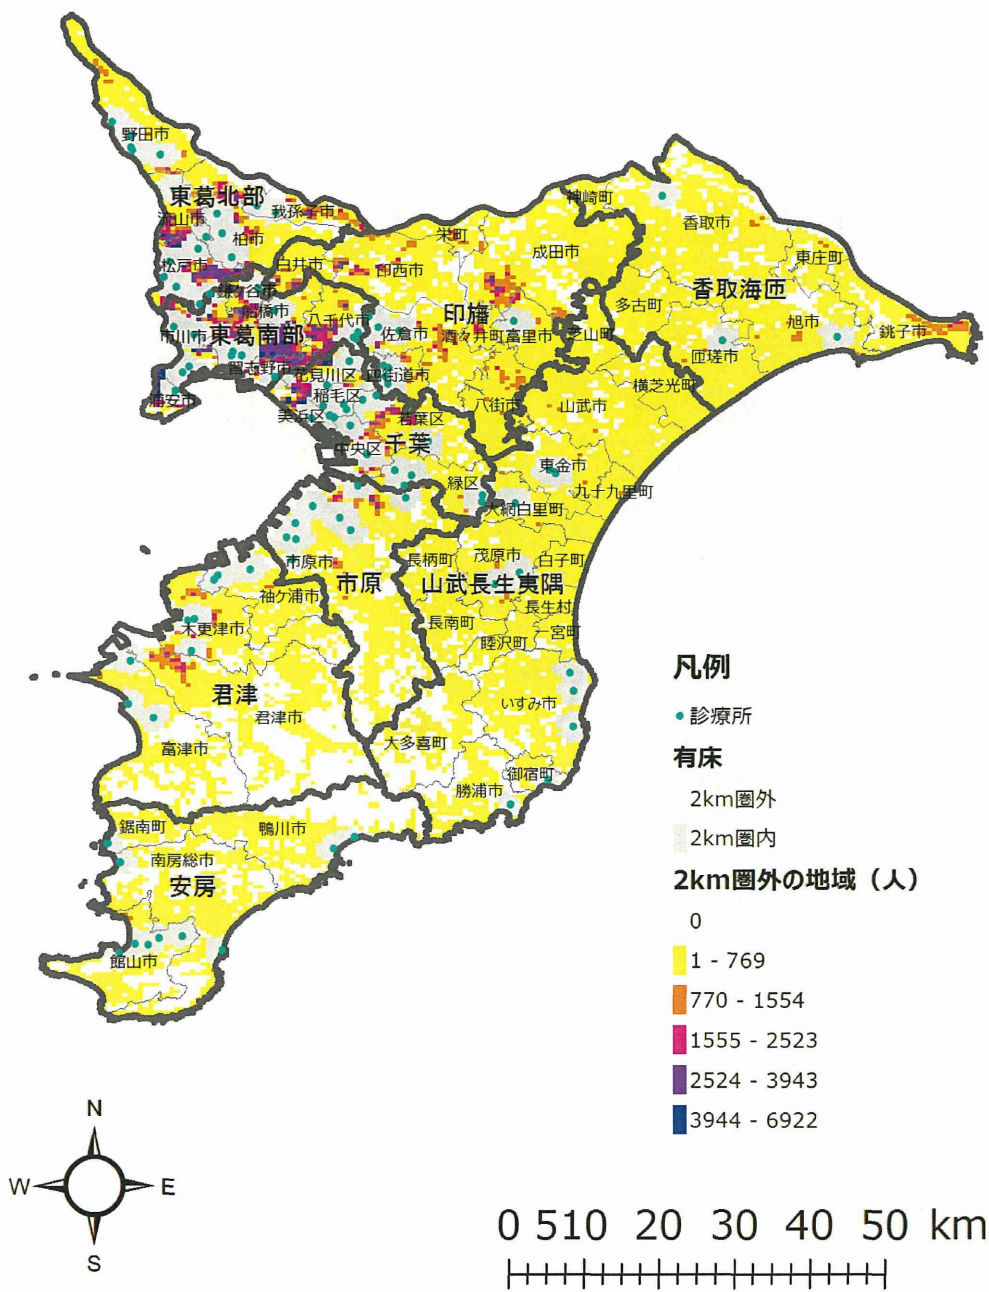 野田市
東葛北部
流山市
我孫子市
柏市
松戸市
白井市
印西市
栄町
成田市
神崎町
香取市
東庄町
香取海匝
多古町
旭市
銚子市
匝瑳市
鎌ケ谷市
船橋市
市川市
東葛南部
八千代市
習志野市
浦安市
印旛
佐倉市
酒々井町
富里市
芝山町
四街道市
八街市
横芝光町
山武市
花見川区
稲毛区
美浜区
若葉区
中央区
千葉
緑区
東金市
九十九里町
大網白里町
市原市
市原
長柄町
茂原市
白子町
山武長生夷隅
長生村
長南町
一宮町
睦沢町
袖ケ浦市
木更津市
君津
君津市
富津市
いすみ市
大多喜町
御宿町
勝浦市
鋸南町
鴨川市
南房総市
安房
館山市
凡例
診療所
有床
2km圏外
2km圏内
2km圏外の地域（人）
0
1 - 769
770 - 1554
1555 - 2523
2524 - 3943
3944 - 6922
N
W
E
S
0 510 20 30 40 50 km